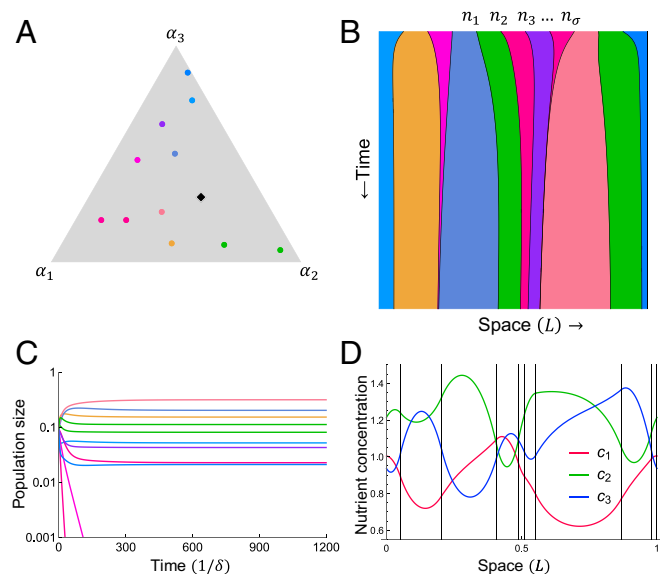 A
α3
α1
α2
B
n1 n2 n3 ... nσ
←Time
Space (L) →
C
Population size
1
0.1
0.01
0.001
0 300 600 900 1200
Time (1/δ)
D
Nutrient concentration
1.4
1.2
1.0
0.8
0.6
c1
c2
c3
0 0.5 1
Space (L)